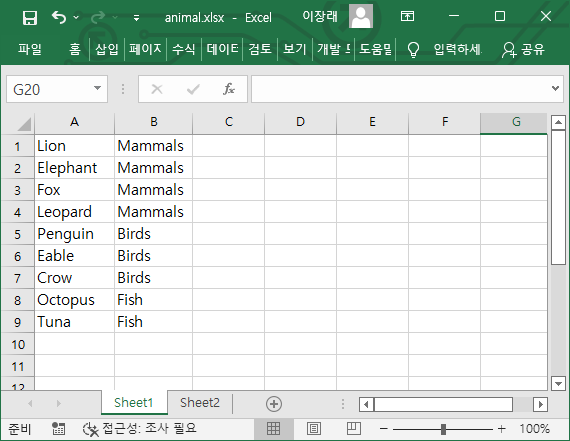 animal.xlsx - Excel 이장래
파일 홈 삽입 페이지 수식 데이트 검토 보기 개발 도움말 입력하세 공유
G20 fx
A B C D E F G
1 Lion Mammals
2 Elephant Mammals
3 Fox Mammals
4 Leopard Mammals
5 Penguin Birds
6 Eable Birds
7 Crow Birds
8 Octopus Fish
9 Tuna Fish
10
11
12
Sheet1 Sheet2
준비 접근성: 조사 필요 100%